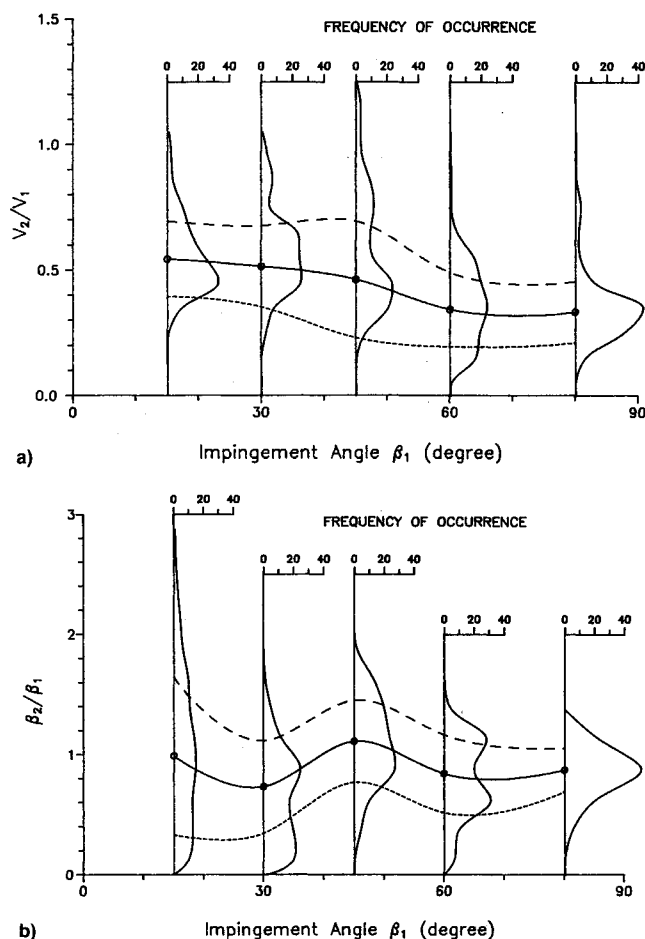 FREQUENCY OF OCCURRENCE
0 20 40 0 20 40 0 20 40 0 20 40 0 20 40
1.5
1.0
0.5
0.0
V₂/V₁
0 30 60 90
a) Impingement Angle β₁ (degree)
0 20 40
FREQUENCY OF OCCURRENCE
0 20 40 0 20 40 0 20 40 0 20 40
3
2
1
0
β₂/β₁
0 30 60 90
b) Impingement Angle β₁ (degree)